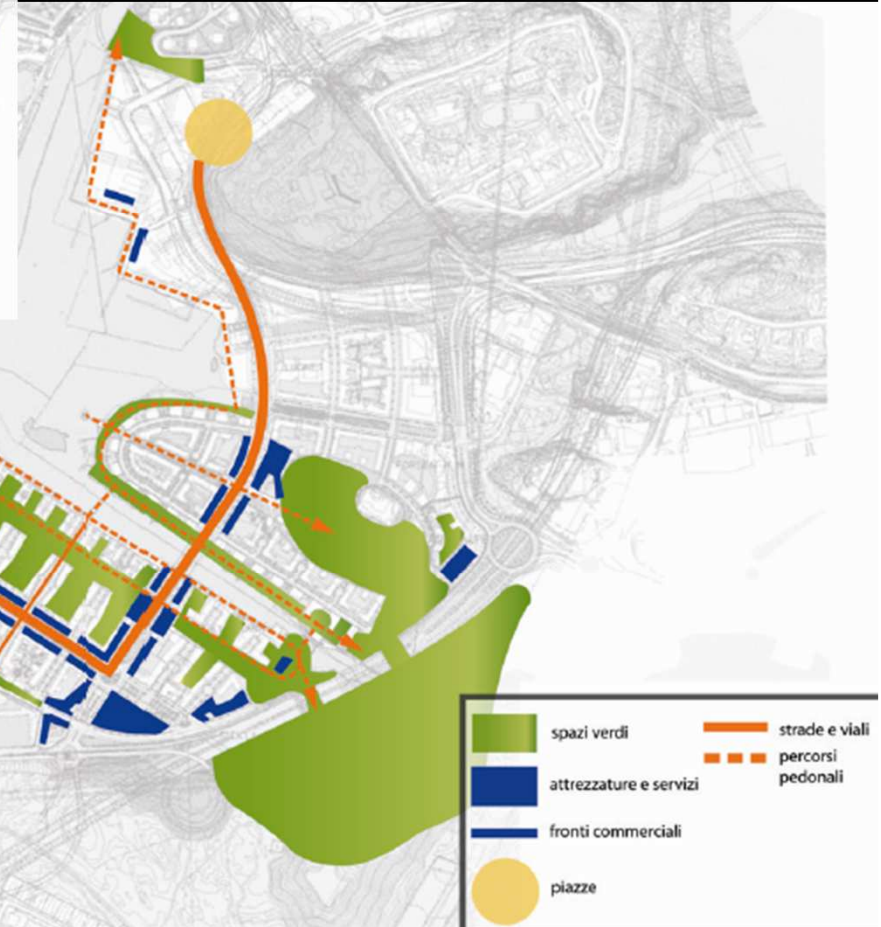 spazi verdi
attrezzature e servizi
fronti commerciali
piazze
strade e viali
percorsi
pedonali